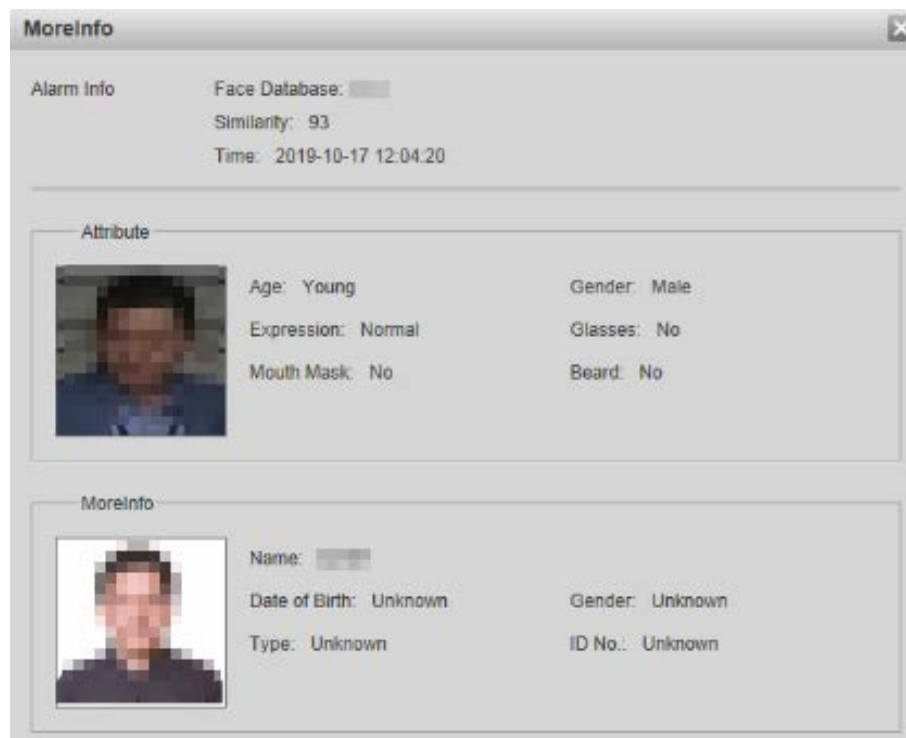 MoreInfo
Alarm Info Face Database:
Similarity: 93
Time: 2019-10-17 12:04:20
Attribute
Age: Young Gender: Male
Expression: Normal Glasses: No
Mouth Mask: No Beard: No
MoreInfo
Name:
Date of Birth: Unknown Gender: Unknown
Type: Unknown ID No.: Unknown